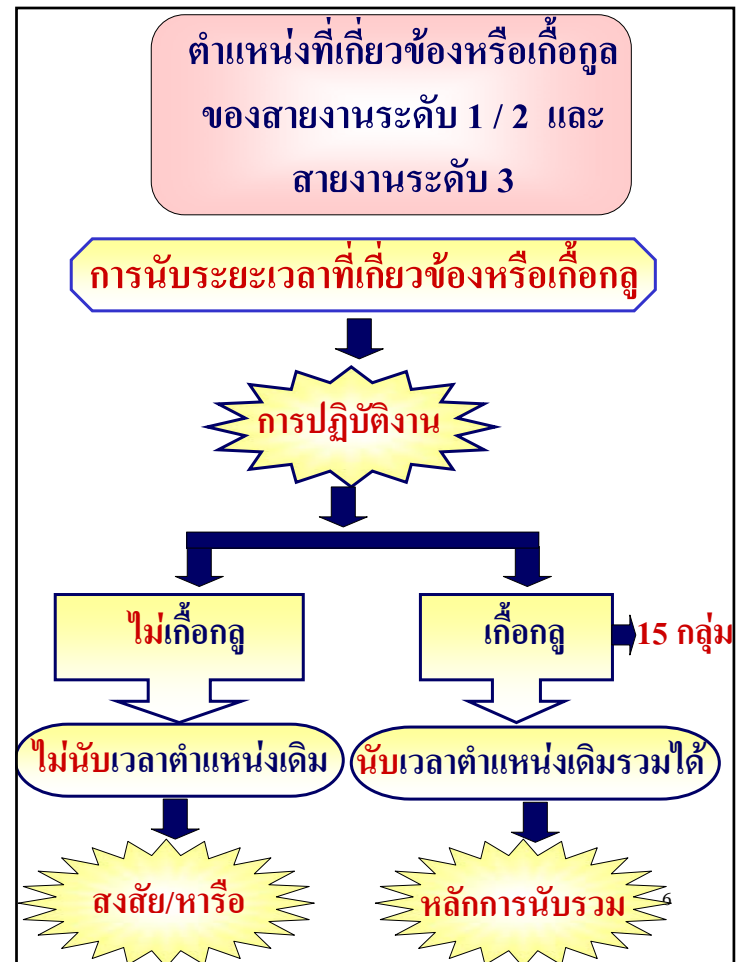 ตำแหน่งที่เกี่ยวข้องหรือเกื้อกูล
ของสายงานระดับ 1 / 2 และ
สายงานระดับ 3
การนับระยะเวลาที่เกี่ยวข้องหรือเกื้อกลู
การปฏิบัติงาน
ไม่เกื้อกลู
เกื้อกลู
15 กลุ่ม
ไม่นับเวลาตำแหน่งเดิม
นับเวลาตำแหน่งเดิมรวมได้
สงสัย/หารือ
หลักการนับรวม
6